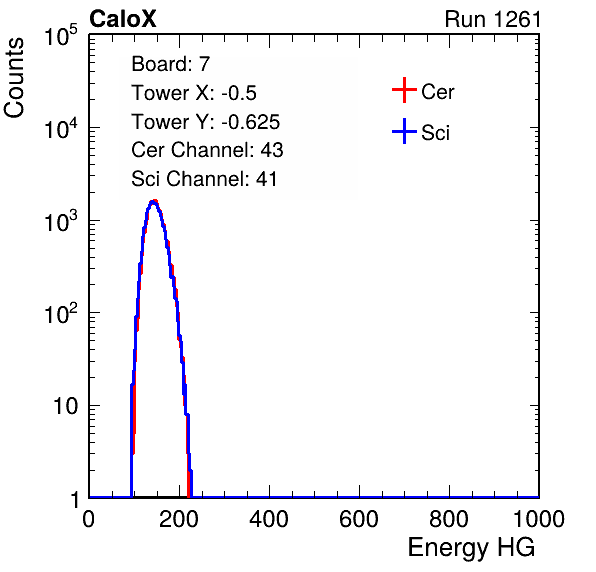 CaloX Run 1261
Counts
10^5
10^4
10^3
10^2
10
1
Board: 7
Tower X: -0.5
Tower Y: -0.625
Cer Channel: 43
Sci Channel: 41
Cer
Sci
0 200 400 600 800 1000
Energy HG